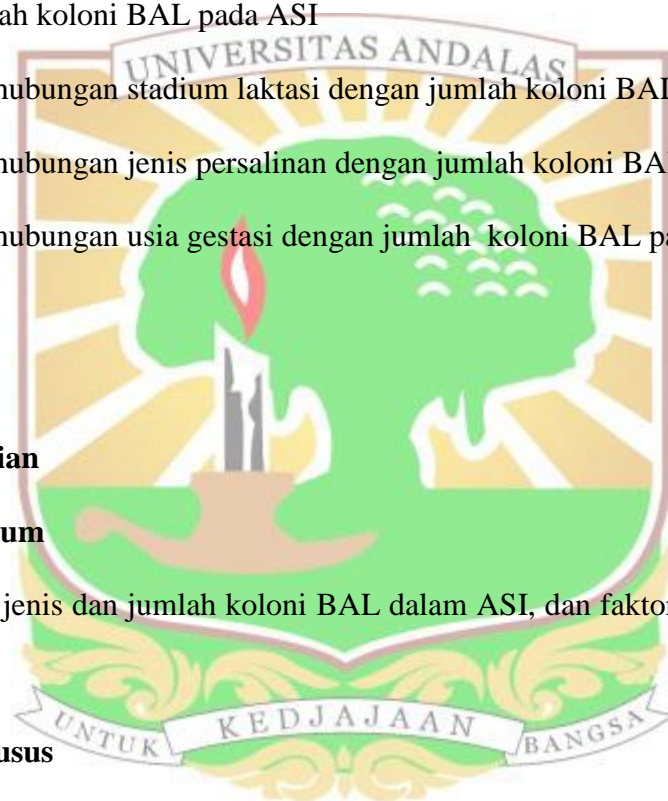 ah koloni BAL pada ASI
UNIVERSITAS ANDALAS
hubungan stadium laktasi dengan jumlah koloni BAL
hubungan jenis persalinan dengan jumlah koloni BAL
hubungan usia gestasi dengan jumlah koloni BAL pa
ian
um
jenis dan jumlah koloni BAL dalam ASI, dan faktor
UNTUK KEDJAJAAN BANGSA
usus